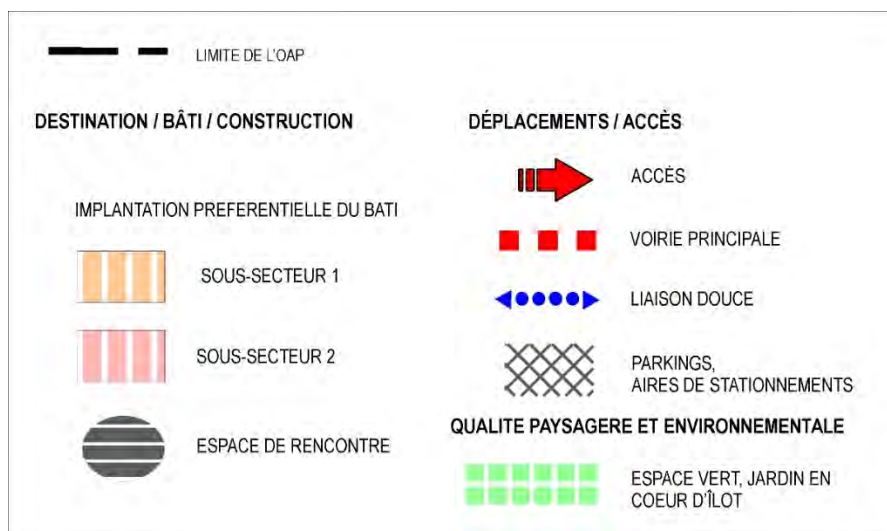 LIMITE DE L'OAP
DESTINATION / BÂTI / CONSTRUCTION
IMPLANTATION PREFERENTIELLE DU BATI
SOUS-SECTEUR 1
SOUS-SECTEUR 2
ESPACE DE RENCONTRE
DÉPLACEMENTS / ACCÈS
ACCÈS
VOIRIE PRINCIPALE
LIAISON DOUCE
PARKINGS,
AIRES DE STATIONNEMENTS
QUALITE PAYSAGERE ET ENVIRONNEMENTALE
ESPACE VERT, JARDIN EN
COEUR D'ÎLOT